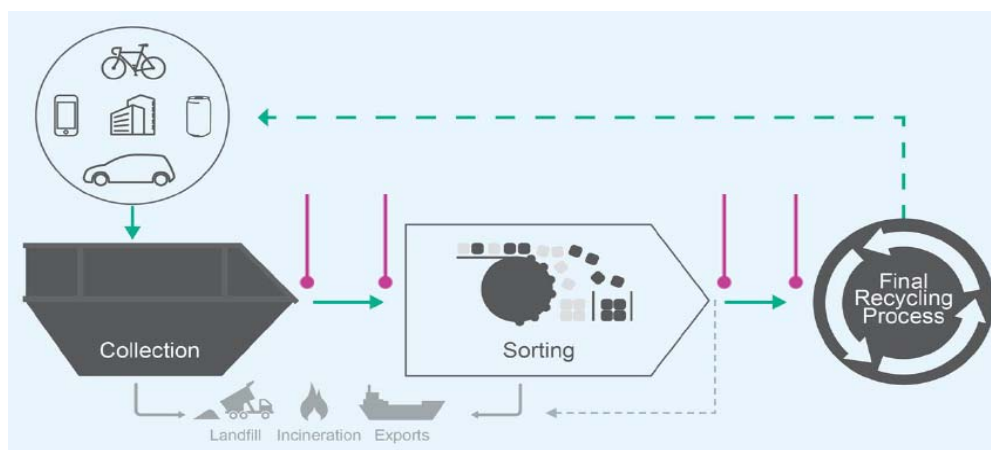 Collection
Sorting
Final
Recycling
Process
Landfill Incineration Exports